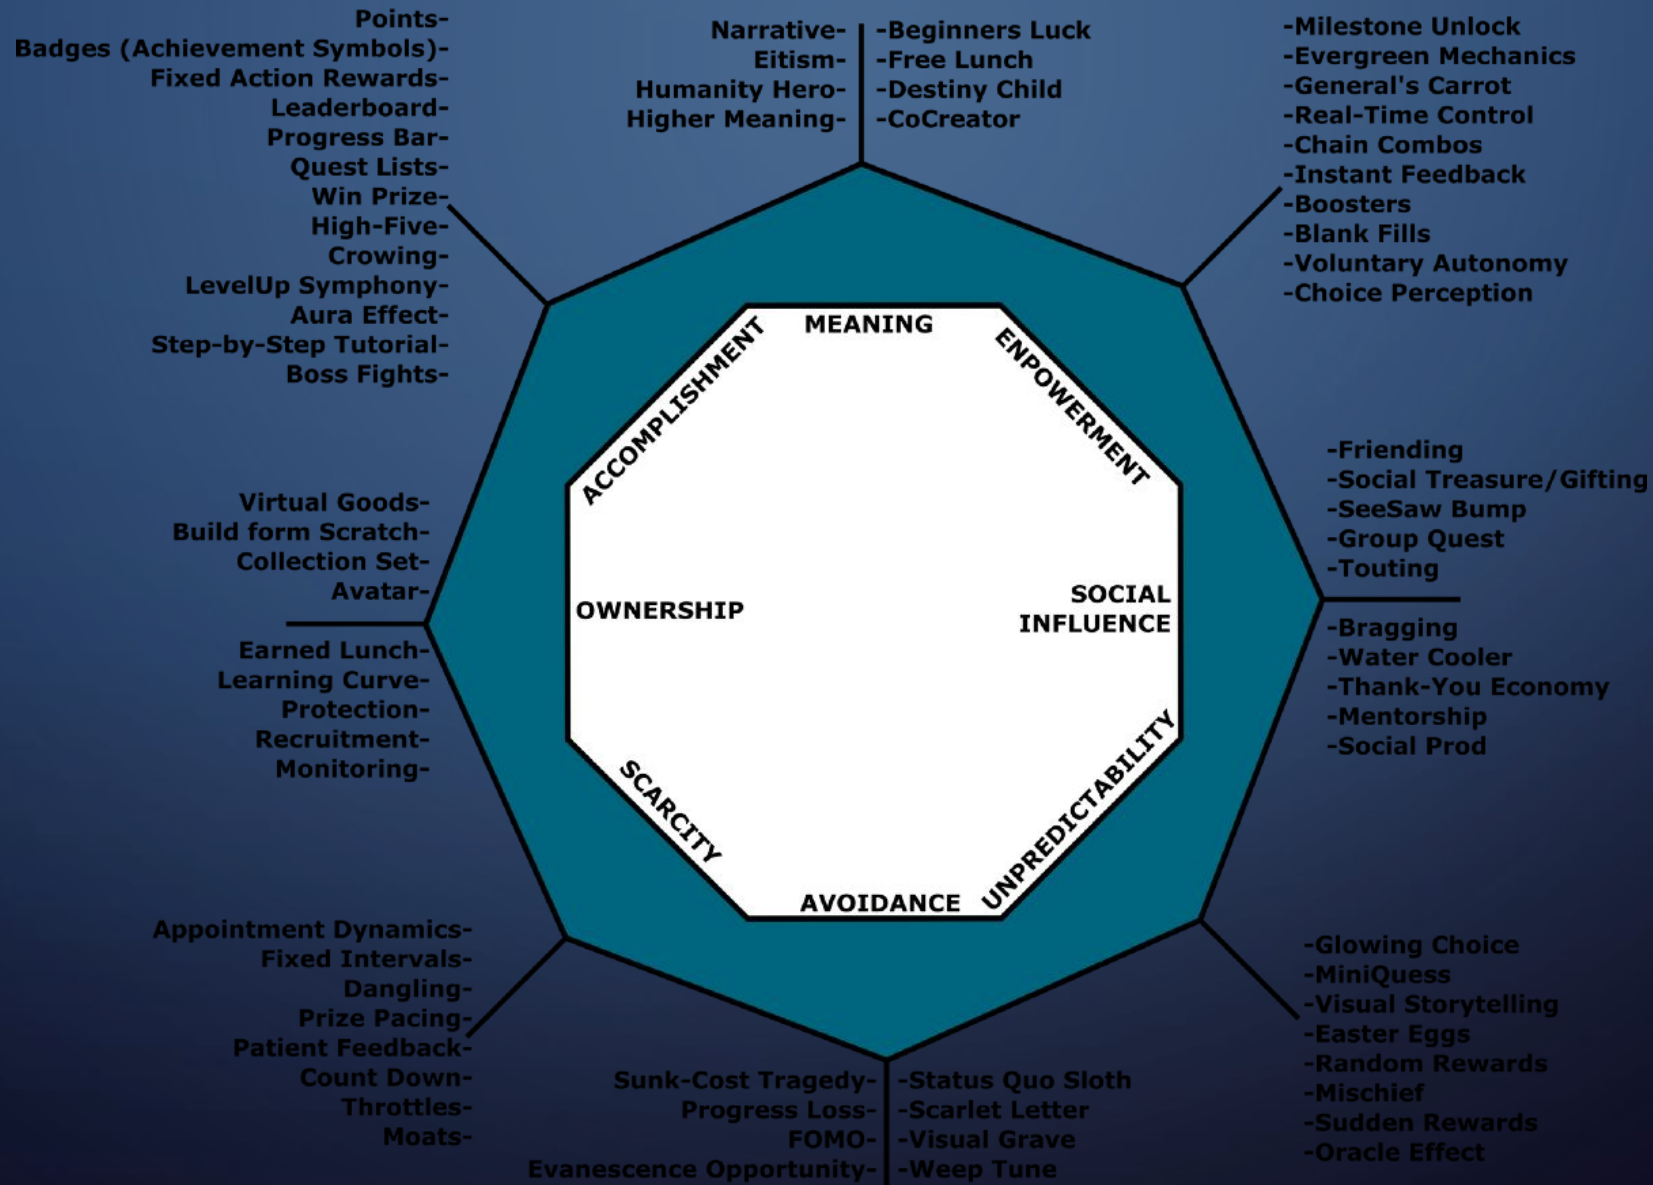 Points-
Badges (Achievement Symbols)-
Fixed Action Rewards-
Leaderboard-
Progress Bar-
Quest Lists-
Win Prize-
High-Five-
Crowing-
LevelUp Symphony-
Aura Effect-
Step-by-Step Tutorial-
Boss Fights-
Narrative-
Eitism-
Humanity Hero-
Higher Meaning-
-Beginners Luck
-Free Lunch
-Destiny Child
-CoCreator
-Milestone Unlock
-Evergreen Mechanics
-General's Carrot
-Real-Time Control
-Chain Combos
-Instant Feedback
-Boosters
-Blank Fills
-Voluntary Autonomy
-Choice Perception
MEANING
ACCOMPLISHMENT
ENPOWERMENT
OWNERSHIP
SOCIAL
INFLUENCE
SCARCITY
UNPREDICTABILITY
AVOIDANCE
Virtual Goods-
Build form Scratch-
Collection Set-
Avatar-
Earned Lunch-
Learning Curve-
Protection-
Recruitment-
Monitoring-
-Friending
-Social Treasure/Gifting
-SeeSaw Bump
-Group Quest
-Touting
-Bragging
-Water Cooler
-Thank-You Economy
-Mentorship
-Social Prod
Appointment Dynamics-
Fixed Intervals-
Dangling-
Prize Pacing-
Patient Feedback-
Count Down-
Throttles-
Moats-
Sunk-Cost Tragedy-
Progress Loss-
FOMO-
Evanescence Opportunity-
-Status Quo Sloth
-Scarlet Letter
-Visual Grave
-Weep Tune
-Glowing Choice
-MiniQuess
-Visual Storytelling
-Easter Eggs
-Random Rewards
-Mischief
-Sudden Rewards
-Oracle Effect